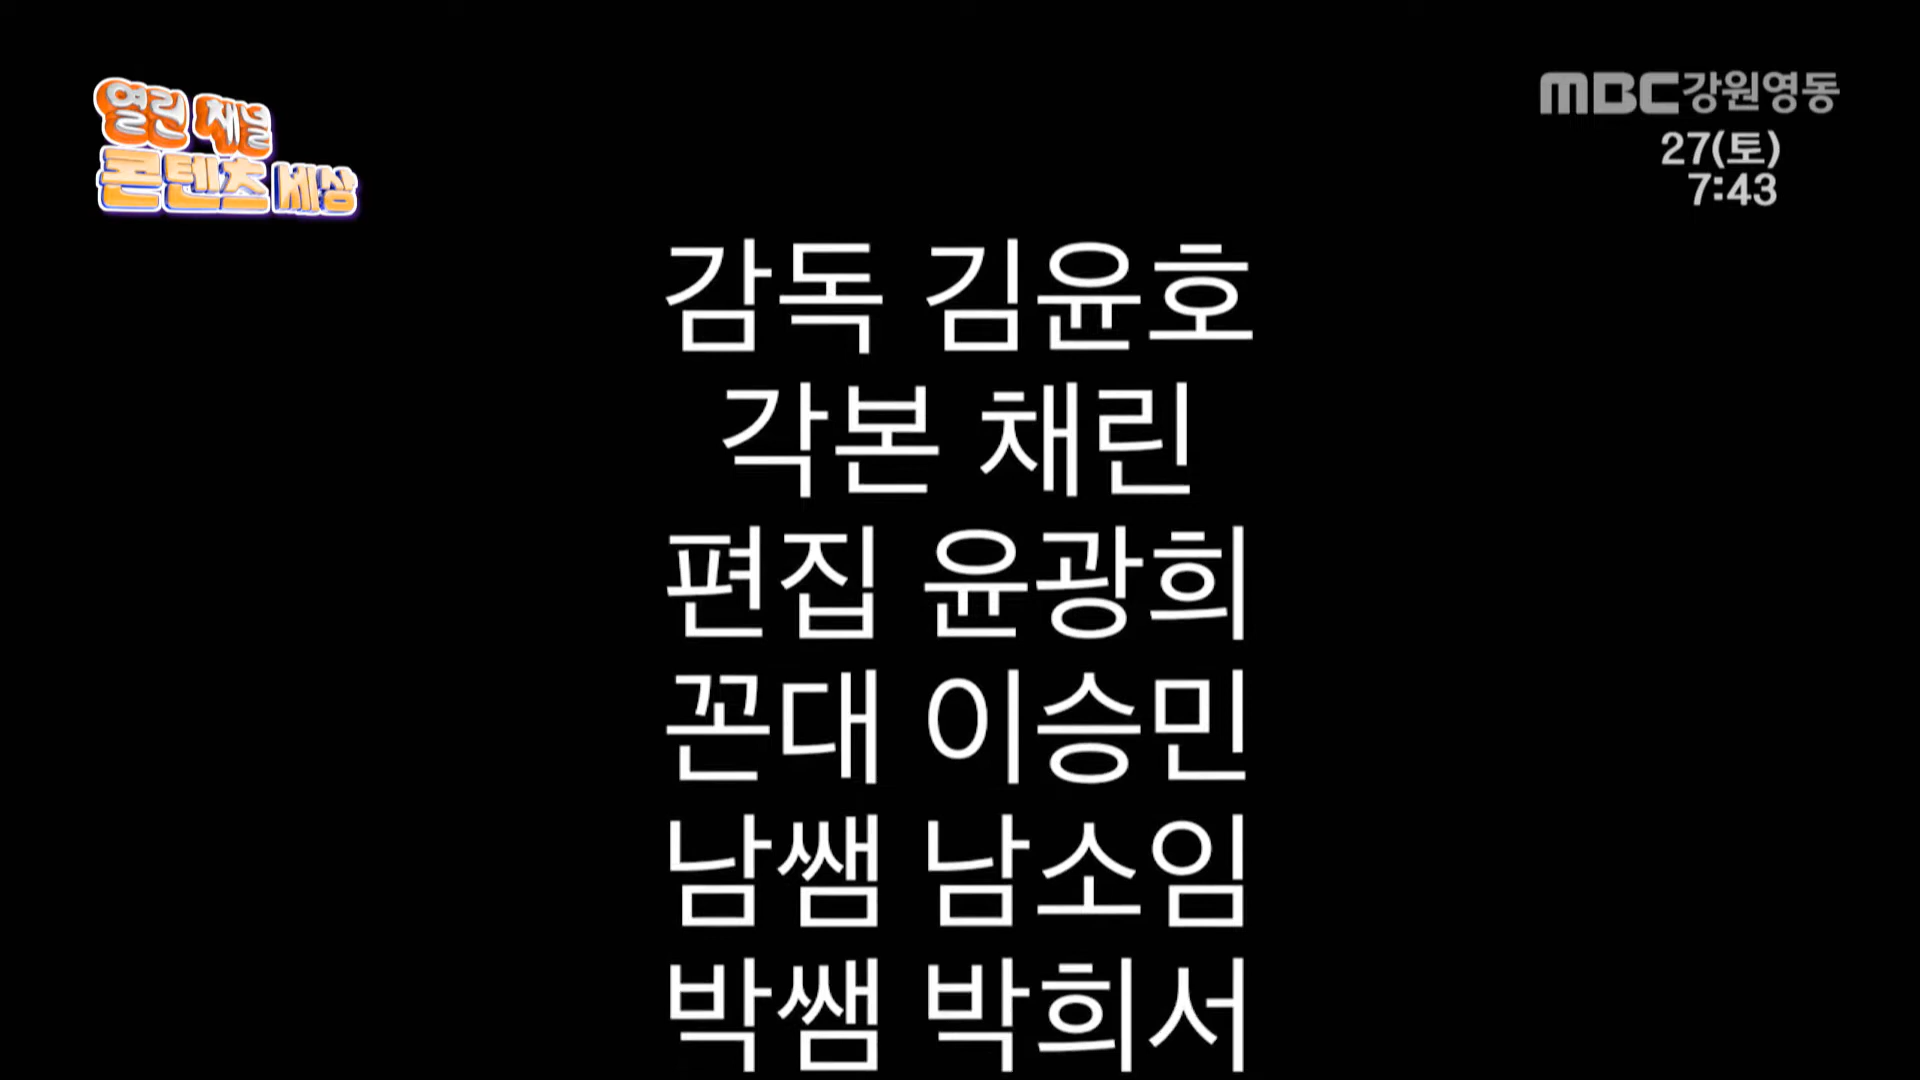 열린 채널
콘텐츠 세상
MBC강원영동
27(토)
7:43
감독 김윤호
각본 채린
편집 윤광희
꼰대 이승민
남쌤 남소임
박쌤 박희서